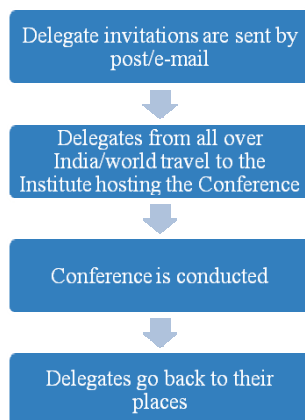 Delegate invitations are sent by
post/e-mail
Delegates from all over
India/world travel to the
Institute hosting the Conference
Conference is conducted
Delegates go back to their
places